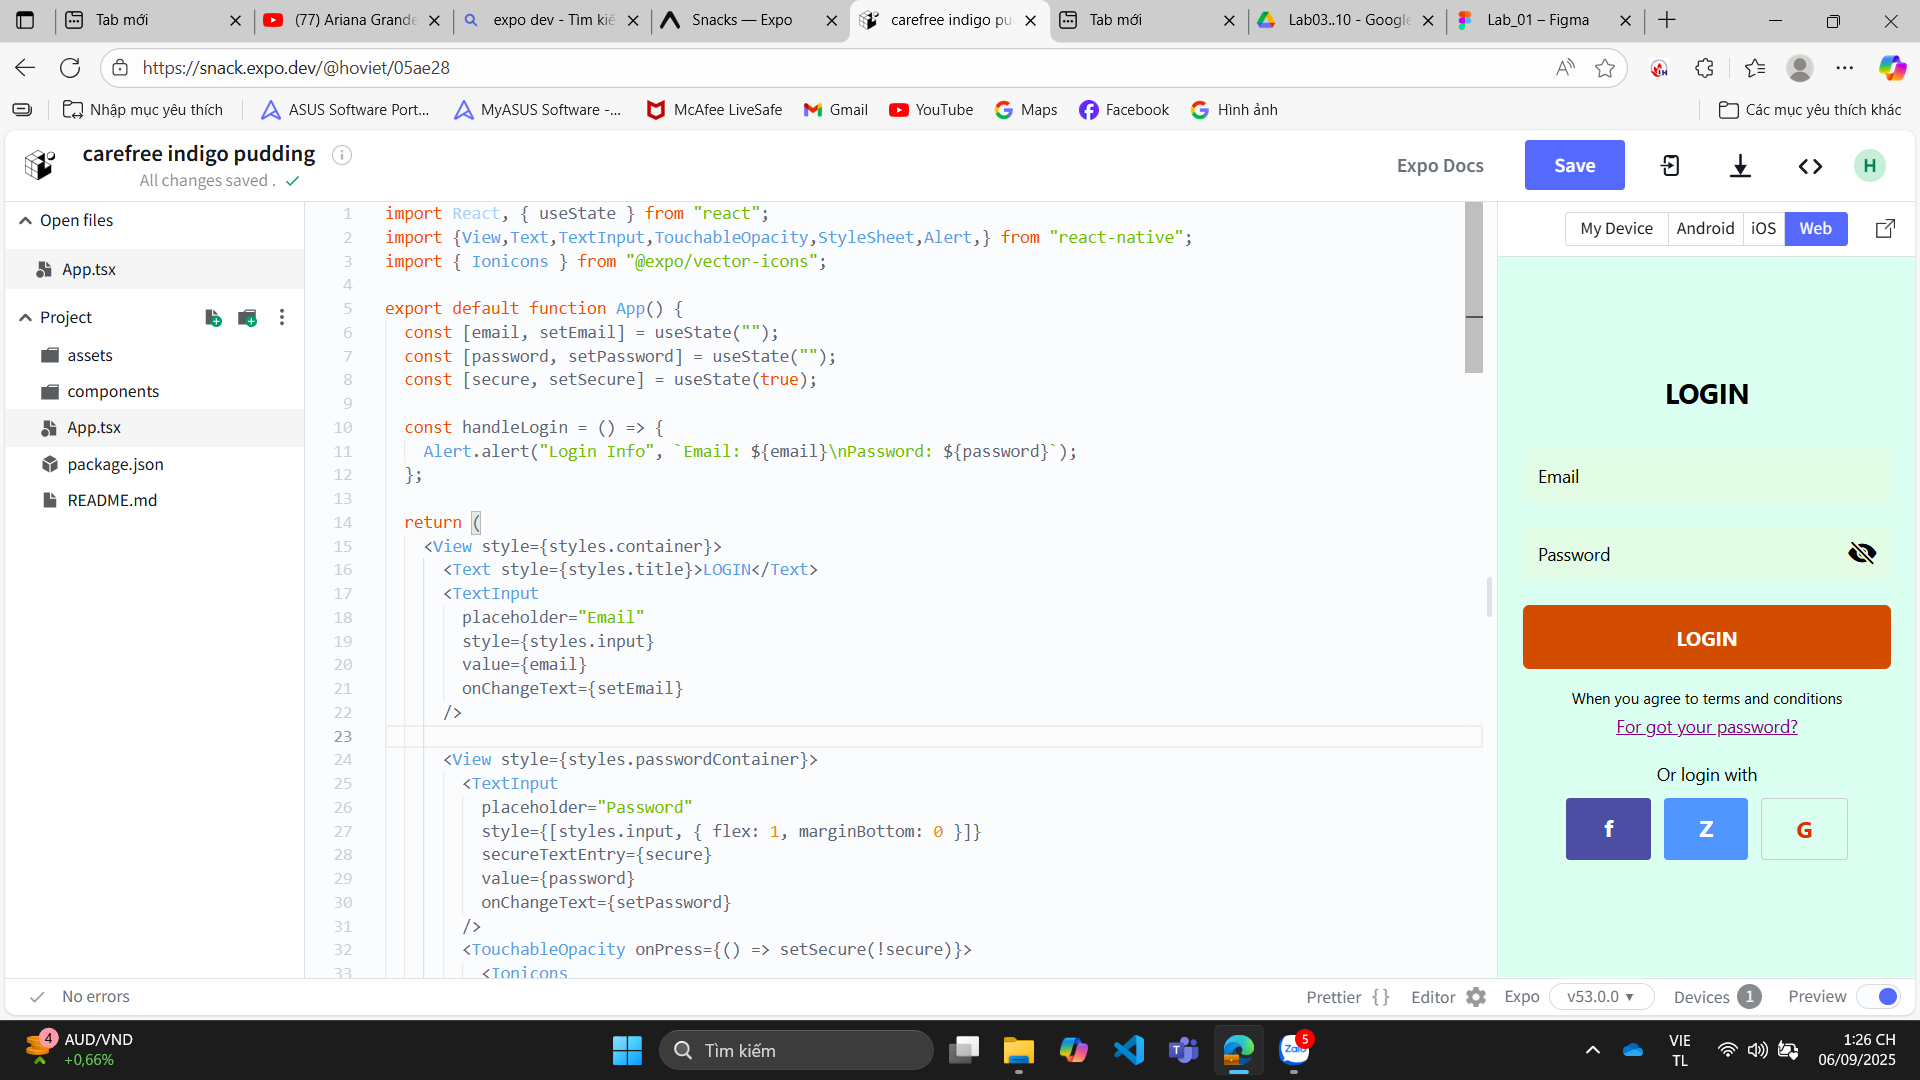 Tab mới
(77) Ariana Grande
expo dev - Tìm kiế
Snacks — Expo
carefree indigo pu
Tab mới
Lab03..10 - Google
Lab_01 – Figma
https://snack.expo.dev/@hoviet/05ae28
Nhập mục yêu thích
ASUS Software Port...
MyASUS Software -...
McAfee LiveSafe
Gmail
YouTube
Maps
Facebook
Hình ảnh
Các mục yêu thích khác
carefree indigo pudding
All changes saved .
Expo Docs
Save
H
Open files
App.tsx
Project
assets
components
App.tsx
package.json
README.md
1 import React, { useState } from "react";
2 import {View,Text,TextInput,TouchableOpacity,StyleSheet,Alert,} from "react-native";
3 import { Ionicons } from "@expo/vector-icons";
4
5 export default function App() {
6 const [email, setEmail] = useState("");
7 const [password, setPassword] = useState("");
8 const [secure, setSecure] = useState(true);
9
10 const handleLogin = () => {
11 Alert.alert("Login Info", `Email: ${email}\nPassword: ${password}`);
12 };
13
14 return (
15 <View style={styles.container}>
16 <Text style={styles.title}>LOGIN</Text>
17 <TextInput
18 placeholder="Email"
19 style={styles.input}
20 value={email}
21 onChangeText={setEmail}
22 />
23
24 <View style={styles.passwordContainer}>
25 <TextInput
26 placeholder="Password"
27 style={[styles.input, { flex: 1, marginBottom: 0 }]}
28 secureTextEntry={secure}
29 value={password}
30 onChangeText={setPassword}
31 />
32 <TouchableOpacity onPress={() => setSecure(!secure)}>
33 <Ionicons
My Device
Android
iOS
Web
LOGIN
Email
Password
LOGIN
When you agree to terms and conditions
For got your password?
Or login with
f
Z
G
No errors
Prettier { }
Editor
Expo
v53.0.0
Devices 1
Preview
4
AUD/VND
+0,66%
Tìm kiếm
Zalo
5
VIE
TL
1:26 CH
06/09/2025